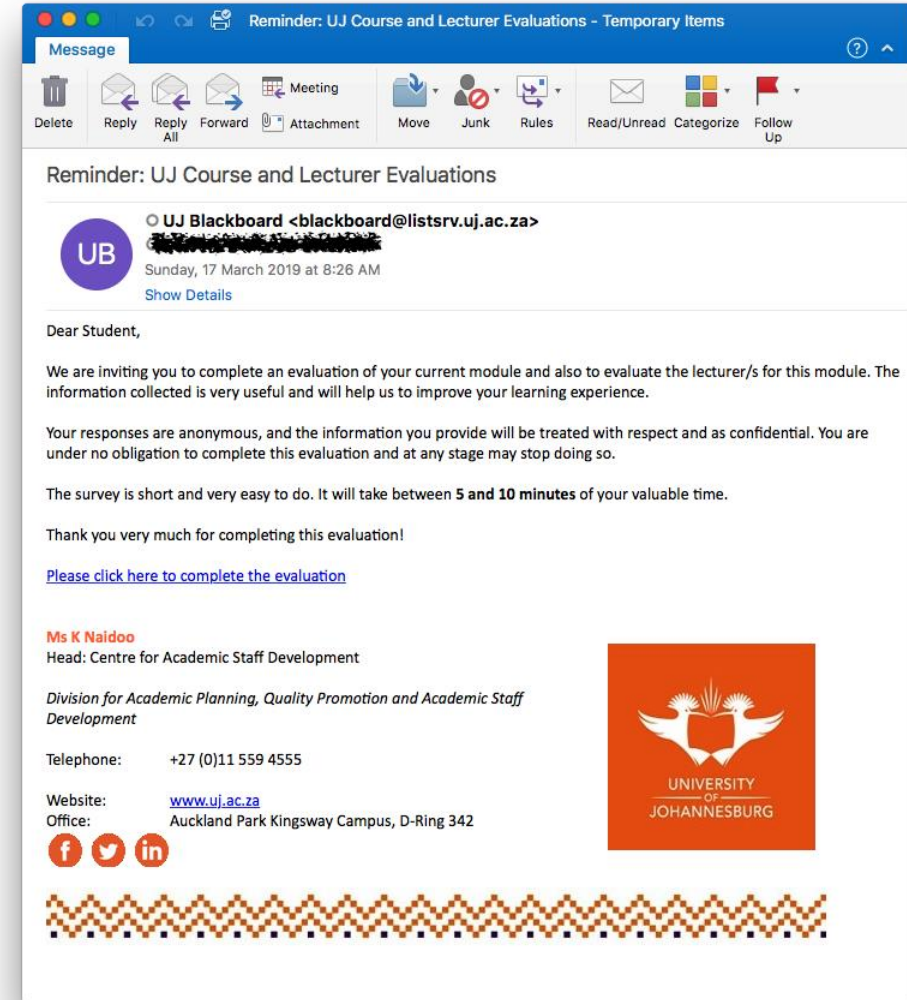 Reminder: UJ Course and Lecturer Evaluations - Temporary Items
Message
?
Delete
Reply
Reply All
Forward
Meeting
Attachment
Move
Junk
Rules
Read/Unread
Categorize
Follow Up
Reminder: UJ Course and Lecturer Evaluations
UB
UJ Blackboard <blackboard@listsrv.uj.ac.za>
Sunday, 17 March 2019 at 8:26 AM
Show Details
Dear Student,
We are inviting you to complete an evaluation of your current module and also to evaluate the lecturer/s for this module. The
information collected is very useful and will help us to improve your learning experience.
Your responses are anonymous, and the information you provide will be treated with respect and as confidential. You are
under no obligation to complete this evaluation and at any stage may stop doing so.
The survey is short and very easy to do. It will take between 5 and 10 minutes of your valuable time.
Thank you very much for completing this evaluation!
Please click here to complete the evaluation
Ms K Naidoo
Head: Centre for Academic Staff Development
Division for Academic Planning, Quality Promotion and Academic Staff
Development
Telephone: +27 (0)11 559 4555
Website: www.uj.ac.za
Office: Auckland Park Kingsway Campus, D-Ring 342
f in
UNIVERSITY
OF
JOHANNESBURG